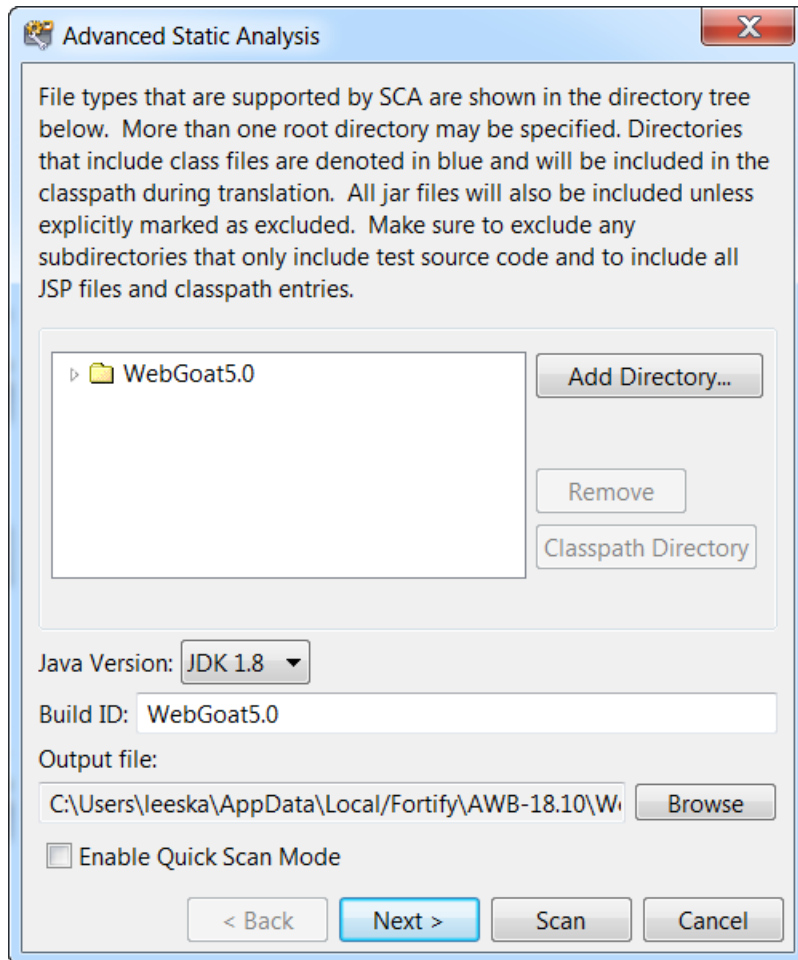 Advanced Static Analysis
File types that are supported by SCA are shown in the directory tree
below.  More than one root directory may be specified. Directories
that include class files are denoted in blue and will be included in the
classpath during translation.  All jar files will also be included unless
explicitly marked as excluded.  Make sure to exclude any
subdirectories that only include test source code and to include all
JSP files and classpath entries.
WebGoat5.0
Add Directory...
Remove
Classpath Directory
Java Version: JDK 1.8
Build ID: WebGoat5.0
Output file:
C:\Users\leeska\AppData\Local/Fortify\AWB-18.10\W
Browse
Enable Quick Scan Mode
< Back
Next >
Scan
Cancel